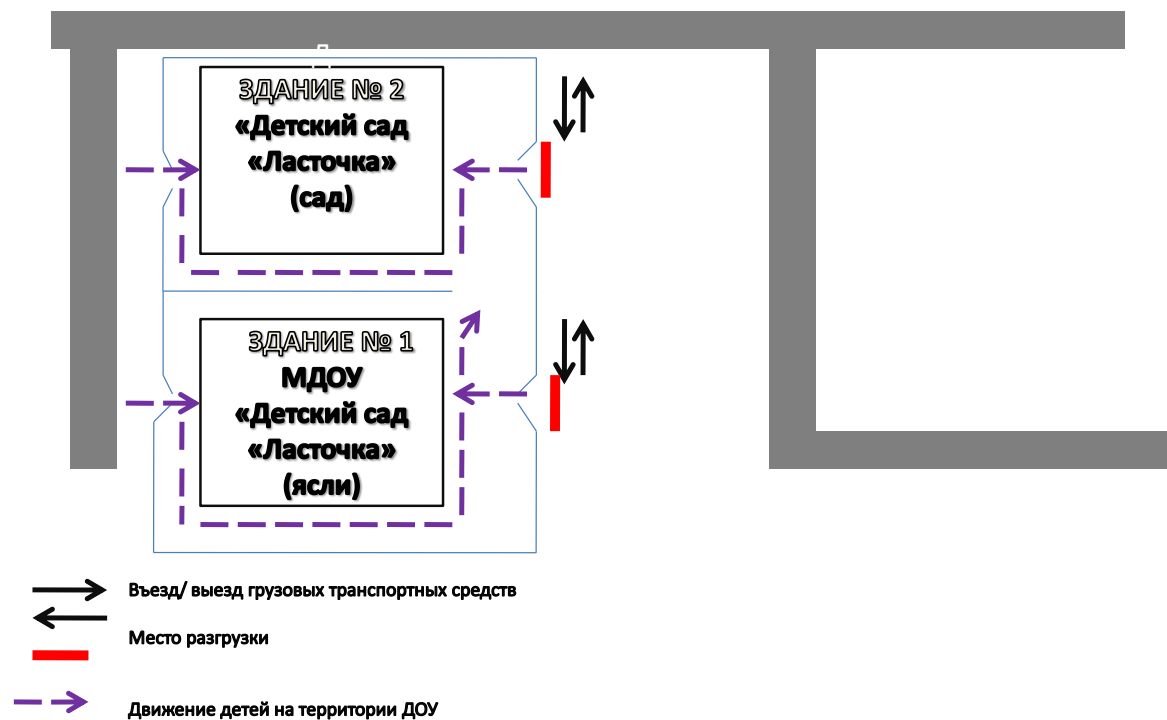 ЗДАНИЕ № 2
«Детский сад
«Ласточка»
(сад)
ЗДАНИЕ № 1
МДОУ
«Детский сад
«Ласточка»
(ясли)
Въезд/ выезд грузовых транспортных средств
Место разгрузки
Движение детей на территории ДОУ